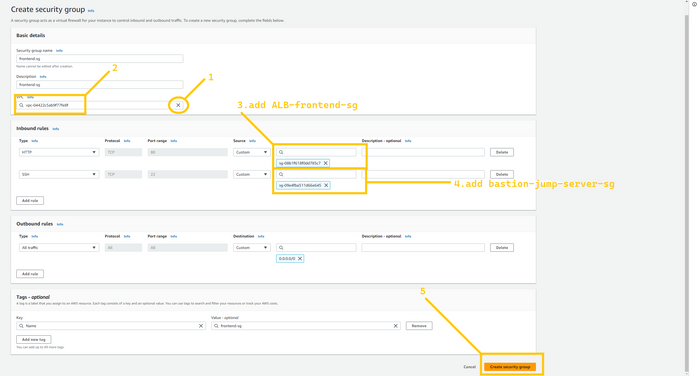 Create security group Info
A security group acts as a virtual firewall for your instance to control inbound and outbound traffic. To create a new security group, complete the fields below.
Basic details
Security group name Info
frontend-sg
Name cannot be edited after creation.
2
1
Description Info
frontend-sg
VPC Info
3.add ALB-frontend-sg
Inbound rules Info
Type Info Protocol Info Port range Info Source Info Description - optional Info
HTTP TCP 80 Custom Delete
SSH TCP 22 Custom Delete
4.add bastion-jump-server-sg
Add rule
Outbound rules Info
Type Info Protocol Info Port range Info Destination Info Description - optional Info
All traffic All All Custom Delete
0.0.0.0/0
Add rule
Tags - optional
A tag is a label that you assign to an AWS resource. Each tag consists of a key and an optional value. You can use tags to search and filter your resources or track your AWS costs.
5
Key Value - optional
Name frontend-sg Remove
Add new tag
You can add up to 49 more tags
Cancel Create security group